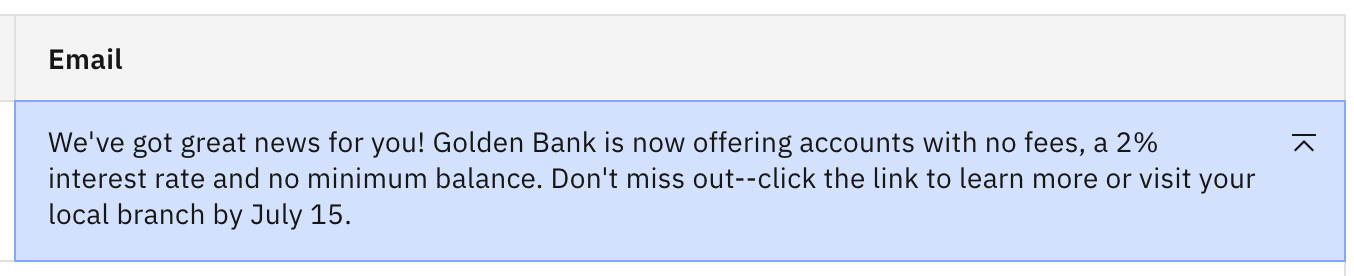 Email
We've got great news for you! Golden Bank is now offering accounts with no fees, a 2%
interest rate and no minimum balance. Don't miss out--click the link to learn more or visit your
local branch by July 15.